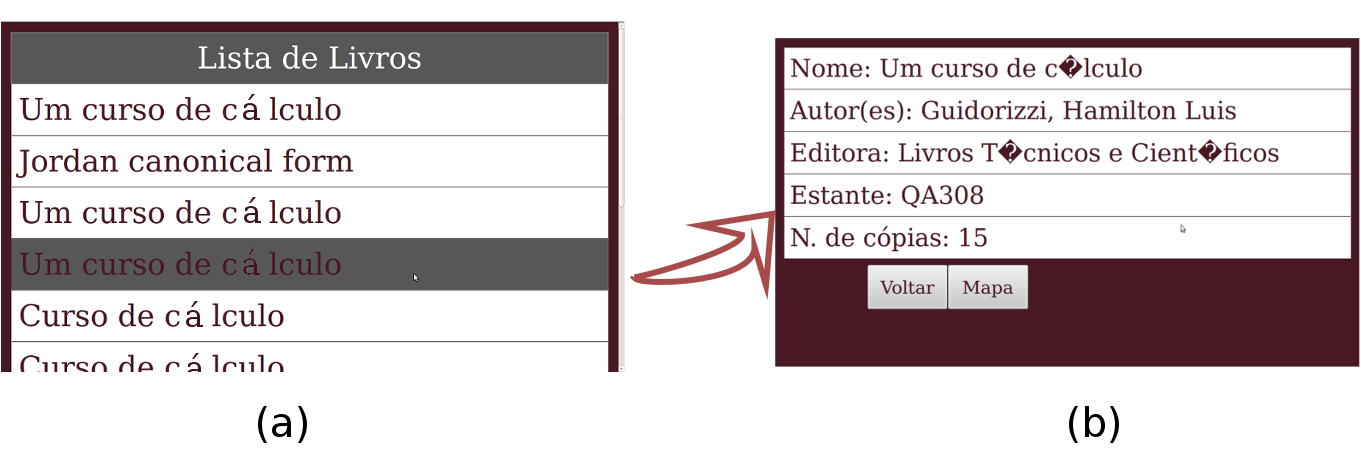 Lista de Livros
Um curso de cá lculo
Jordan canonical form
Um curso de cá lculo
Um curso de cá lculo
Curso de cá lculo
Curso de cá lculo
(a)
Nome: Um curso de c�lculo
Autor(es): Guidorizzi, Hamilton Luis
Editora: Livros T�cnicos e Cient�ficos
Estante: QA308
N. de cópias: 15
Voltar Mapa
(b)